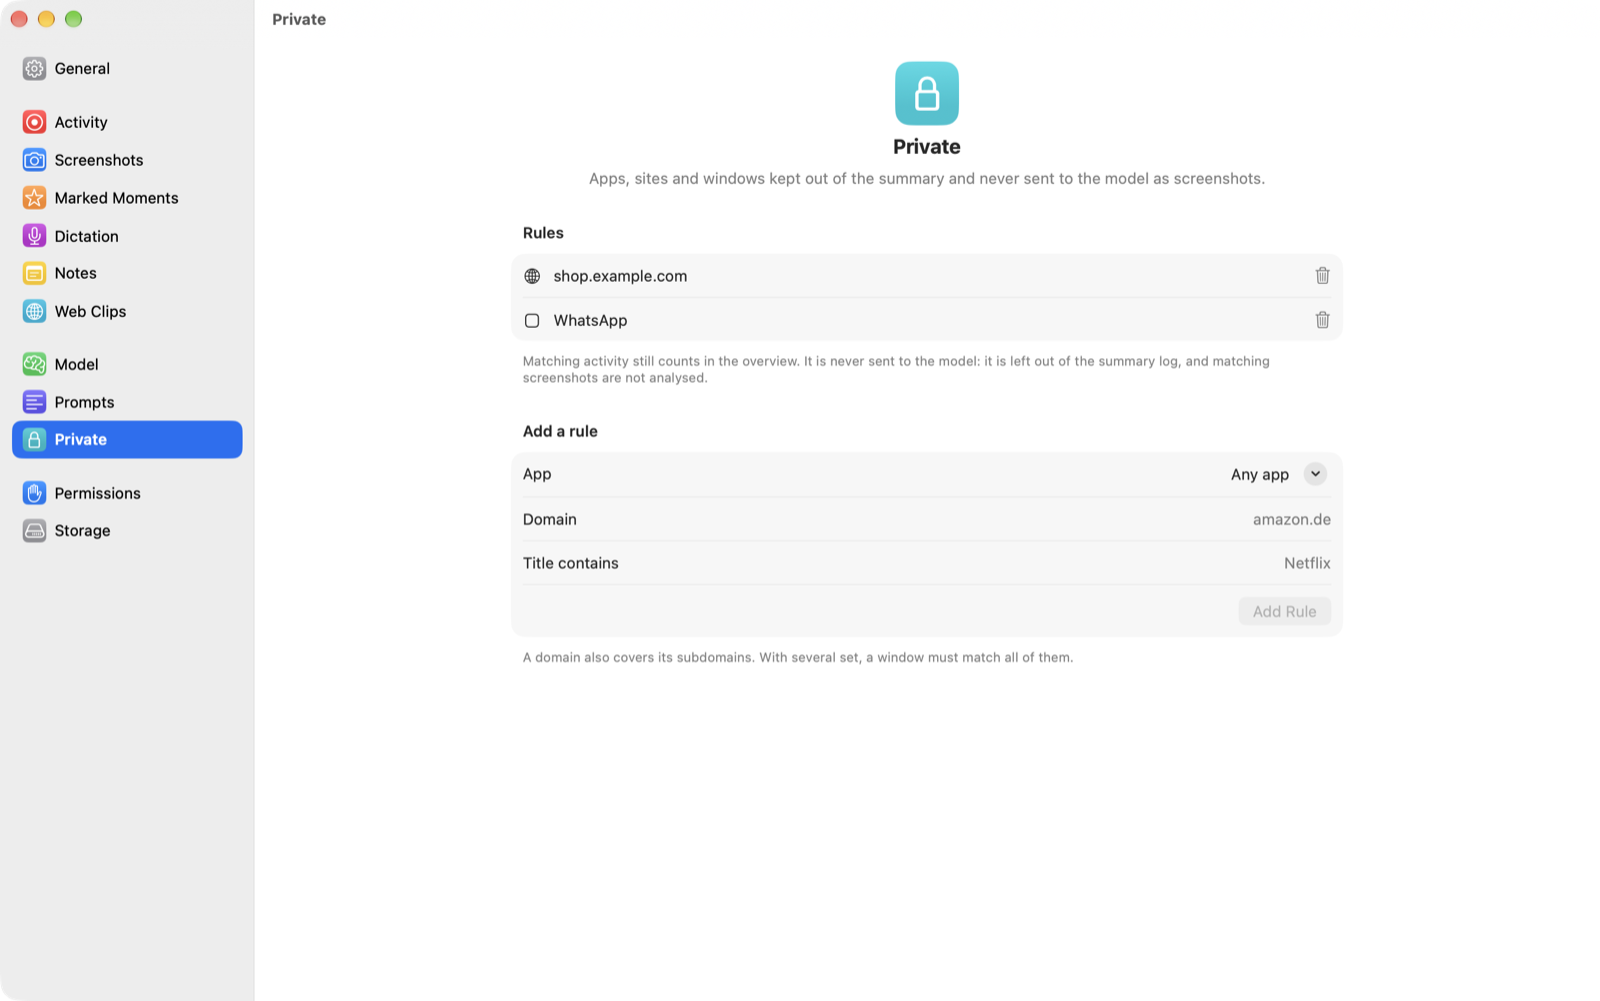 Private
General
Activity
Screenshots
Marked Moments
Dictation
Notes
Web Clips
Model
Prompts
Private
Permissions
Storage
Private
Apps, sites and windows kept out of the summary and never sent to the model as screenshots.
Rules
shop.example.com
WhatsApp
Matching activity still counts in the overview. It is never sent to the model: it is left out of the summary log, and matching
screenshots are not analysed.
Add a rule
App Any app
Domain amazon.de
Title contains Netflix
Add Rule
A domain also covers its subdomains. With several set, a window must match all of them.